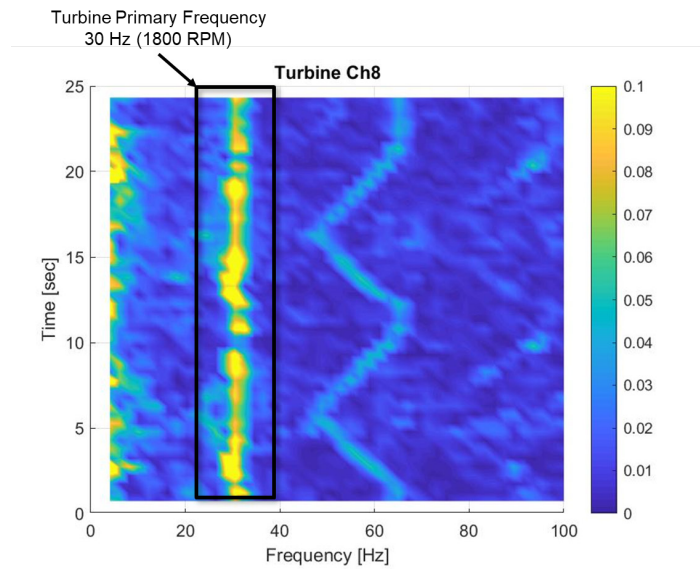 Turbine Primary Frequency
30 Hz (1800 RPM)
Turbine Ch8
25
20
15
10
5
0
Time [sec]
0 20 40 60 80 100
Frequency [Hz]
0.1
0.09
0.08
0.07
0.06
0.05
0.04
0.03
0.02
0.01
0